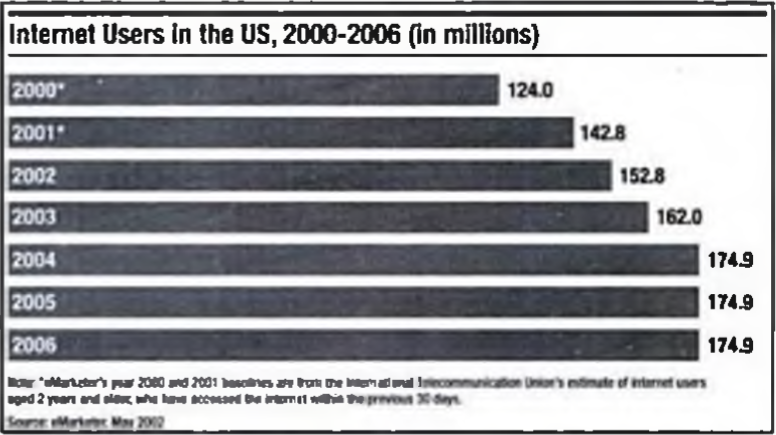 Internet Users in the US, 2000-2006 (in millions)
2000* 124.0
2001* 142.8
2002 152.8
2003 162.0
2004 174.9
2005 174.9
2006 174.9
Note: *eMarketer's year 2000 and 2001 baselines are from the International Telecommunication Union's estimate of internet users
aged 2 years and older, who have accessed the internet within the previous 30 days.
Source: eMarketer, May 2002